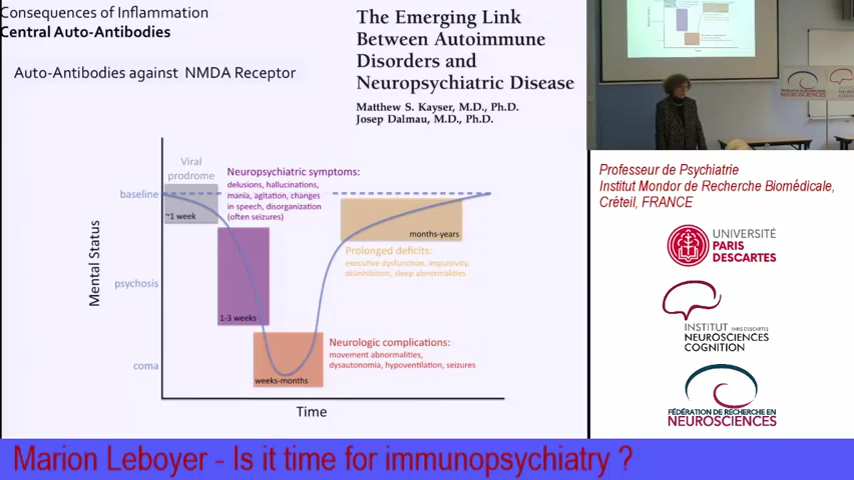 Consequences of Inflammation
Central Auto-Antibodies
Auto-Antibodies against NMDA Receptor
The Emerging Link
Between Autoimmune
Disorders and
Neuropsychiatric Disease
Matthew S. Kayser, M.D., Ph.D.
Josep Dalmau, M.D., Ph.D.
Mental Status
baseline
psychosis
coma
Viral
prodrome
~1 week
Neuropsychiatric symptoms:
delusions, hallucinations,
mania, agitation, changes
in speech, disorganization
(often seizures)
1-3 weeks
months-years
Prolonged deficits:
executive dysfunction, impulsivity,
disinhibition, sleep abnormalities
Neurologic complications:
movement abnormalities,
dysautonomia, hypoventilation, seizures
weeks-months
Time
NEUROSCIENCES
Professeur de Psychiatrie
Institut Mondor de Recherche Biomédicale,
Créteil, FRANCE
UNIVERSITÉ
PARIS
DESCARTES
INSTITUT PARIS DESCARTES
NEUROSCIENCES
COGNITION
FÉDÉRATION DE RECHERCHE EN
NEUROSCIENCES
Marion Leboyer - Is it time for immunopsychiatry ?